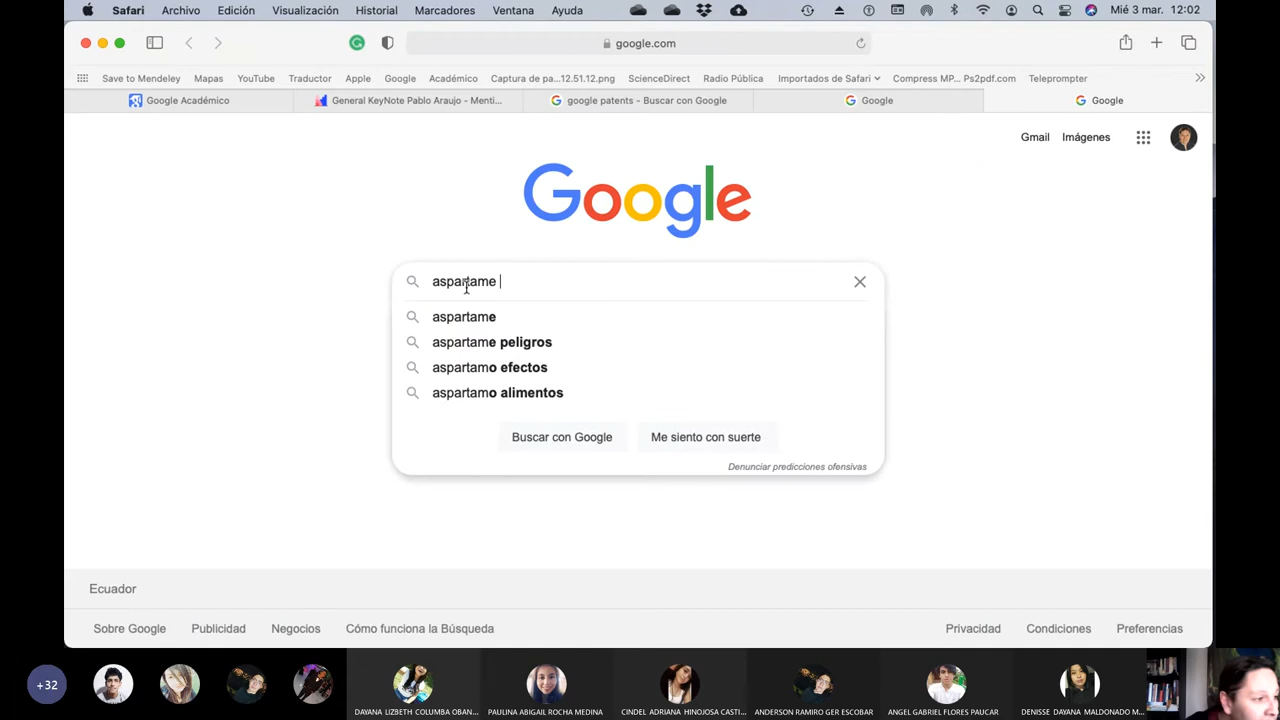 Safari Archivo Edición Visualización Historial Marcadores Ventana Ayuda Mié 3 mar. 12:02
google.com
Save to Mendeley Mapas YouTube Traductor Apple Google Académico Captura de pa...12.51.12.png ScienceDirect Radio Pública Importados de Safari Compress MP... Ps2pdf.com Teleprompter
Google Académico General KeyNote Pablo Araujo - Menti... google patents - Buscar con Google Google Google
Gmail Imágenes
Google
aspartame
aspartame
aspartame peligros
aspartamo efectos
aspartamo alimentos
Buscar con Google Me siento con suerte
Denunciar predicciones ofensivas
Ecuador
Sobre Google Publicidad Negocios Cómo funciona la Búsqueda Privacidad Condiciones Preferencias
+32
DAYANA LIZBETH COLUMBA OBAN... PAULINA ABIGAIL ROCHA MEDINA CINDEL ADRIANA HINOJOSA CASTI... ANDERSON RAMIRO GER ESCOBAR ANGEL GABRIEL FLORES PAUCAR DENISSE DAYANA MALDONADO M...